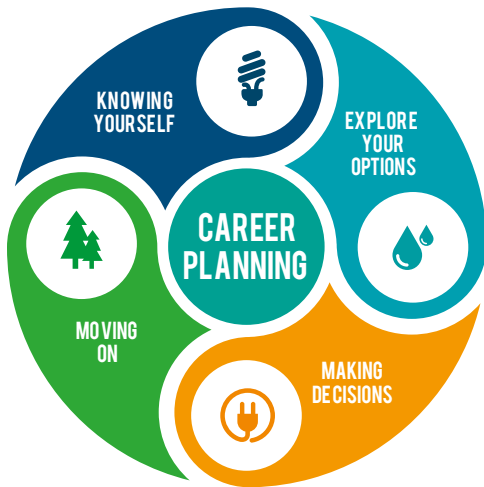 KNOWING
YOURSELF
EXPLORE
YOUR
OPTIONS
CAREER
PLANNING
MOVING
ON
MAKING
DECISIONS